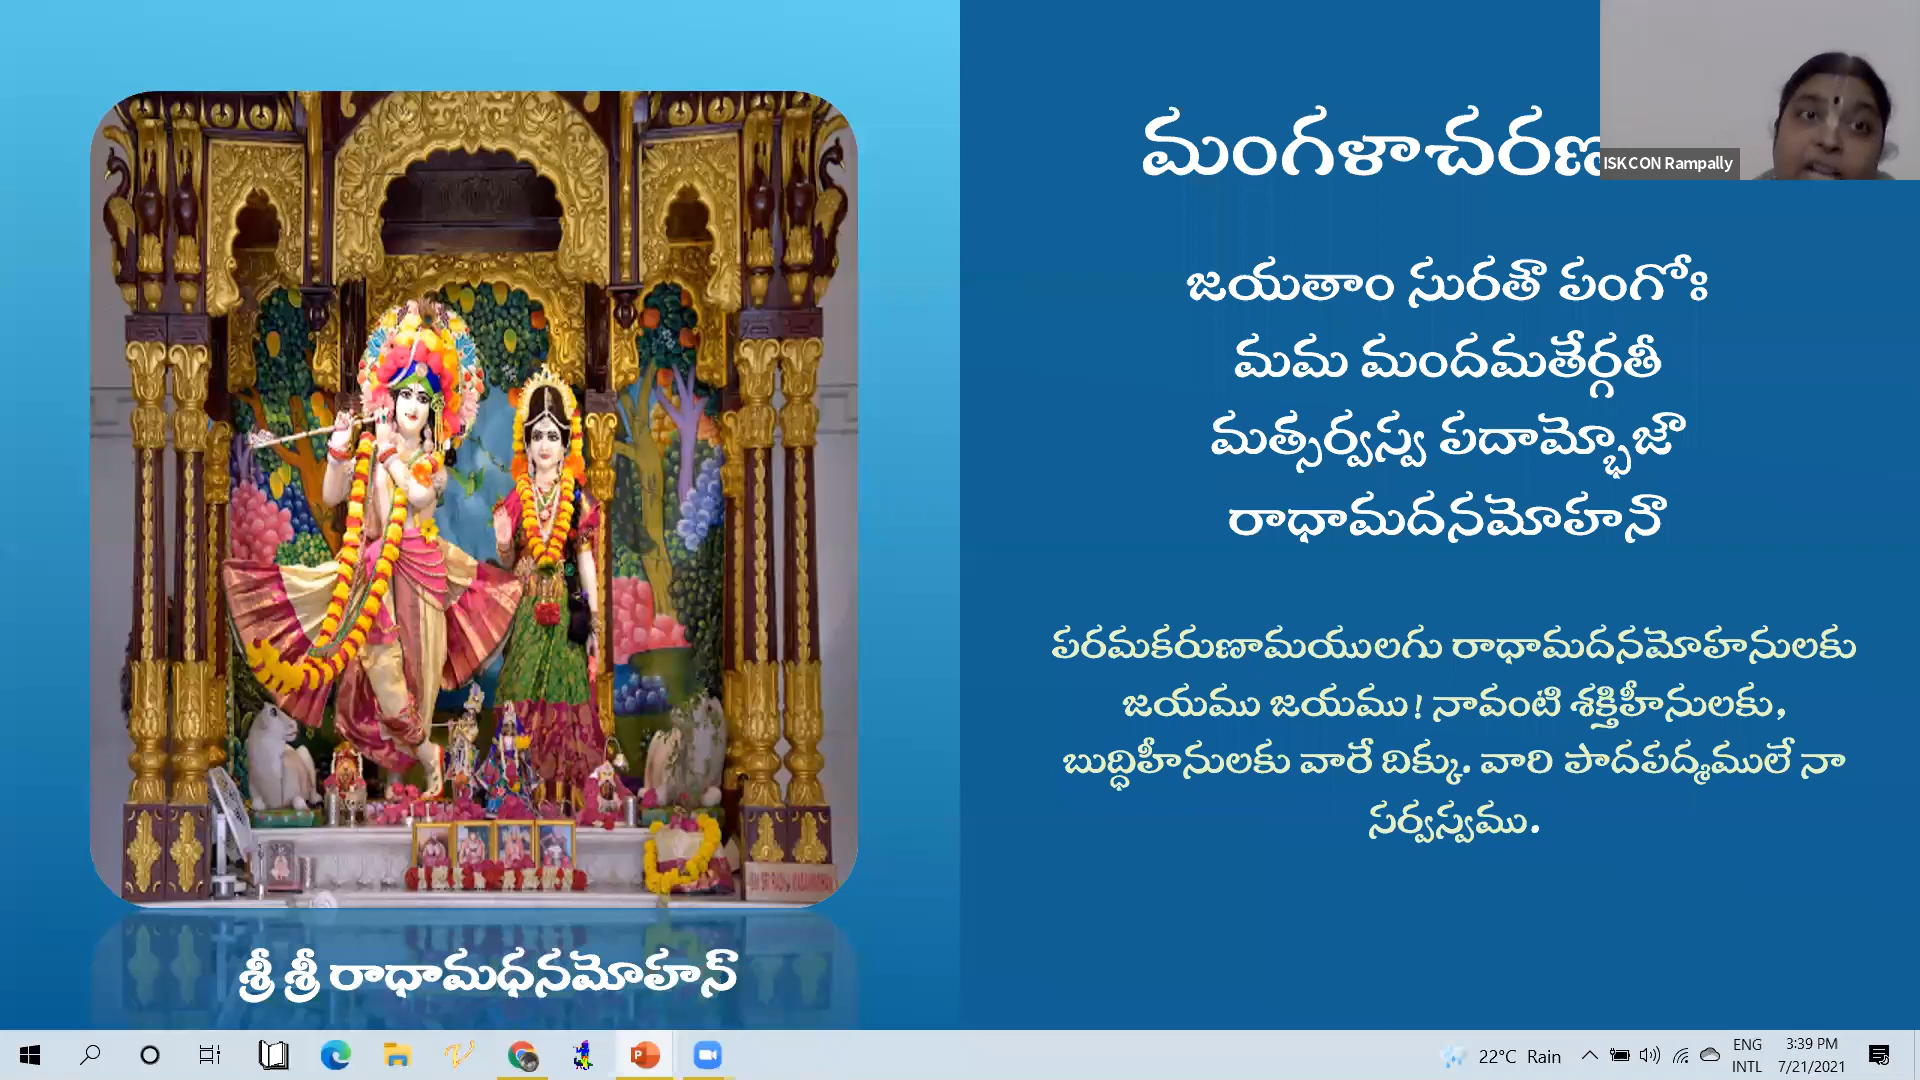 మంగళాచరణ
ISKCON Rampally
జయతాం సురతౌ పంగోః
మమ మందమతేర్గతీ
మత్సర్వస్వ పదామ్భోజౌ
రాధామదనమోహనౌ
పరమకరుణామయులగు రాధామదనమోహనులకు
జయము జయము! నావంటి శక్తిహీనులకు,
బుద్ధిహీనులకు వారే దిక్కు. వారి పాదపద్మములే నా
సర్వస్వము.
శ్రీ శ్రీ రాధామధనమోహన్
22°C Rain
ENG
INTL
3:39 PM
7/21/2021